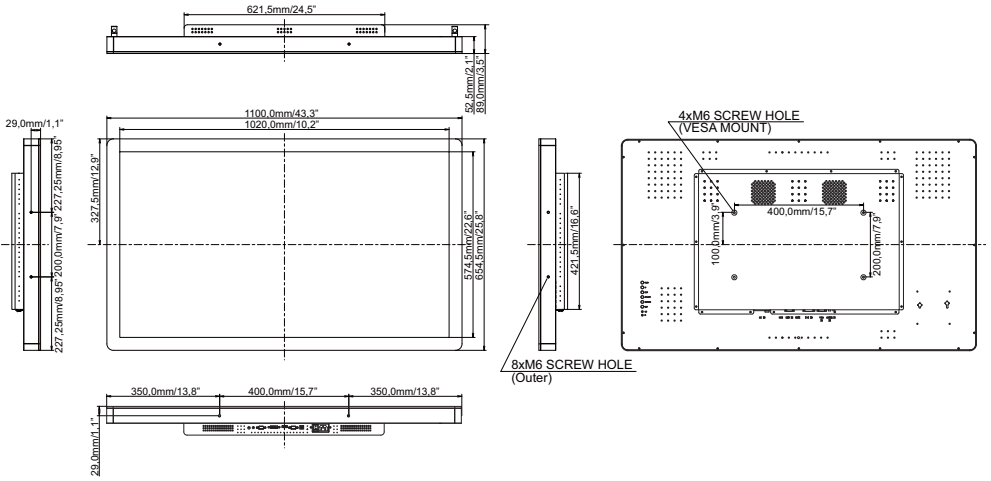 621,5mm/24,5"
52,5mm/2,1"
89,0mm/3,5"
29,0mm/1,1"
1100,0mm/43,3"
1020,0mm/10,2"
227,25mm/8,95"
200,0mm/7,9"
227,25mm/8,95"
327,5mm/12,9"
574,5mm/22,6"
654,5mm/25,8"
421,5mm/16,6"
4xM6 SCREW HOLE
(VESA MOUNT)
400,0mm/15,7"
100,0mm/3,9"
200,0mm/7,9"
8xM6 SCREW HOLE
(Outer)
350,0mm/13,8"
400,0mm/15,7"
350,0mm/13,8"
29,0mm/1,1"